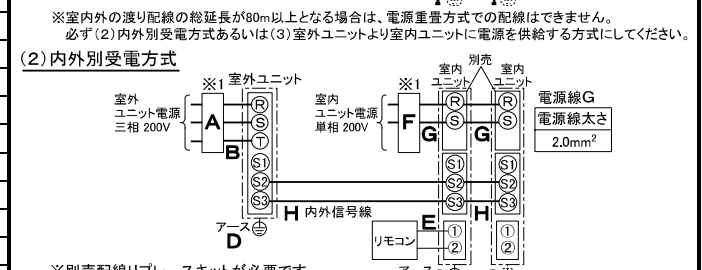 ※室内外の渡り配線の総延長が80m以上となる場合は、電源重畳方式での配線はできません。
必ず(2)内外別受電方式あるいは(3)室外ユニットより室内ユニットに電源を供給する方式にしてください。
(2)内外別受電方式
室外
ユニット電源
三相 200V
※1
A
B
室外ユニット
R
S
T
S1
S2
S3
アース
D
H 内外信号線
室内
ユニット電源
単相 200V
※1
F
G
室内
ユニット
別売
室内
ユニット
R
S
S1
S2
S3
①
②
G
H
R
S
S1
S2
S3
①
②
E
リモコン
電源線G
電源線太さ
2.0mm²